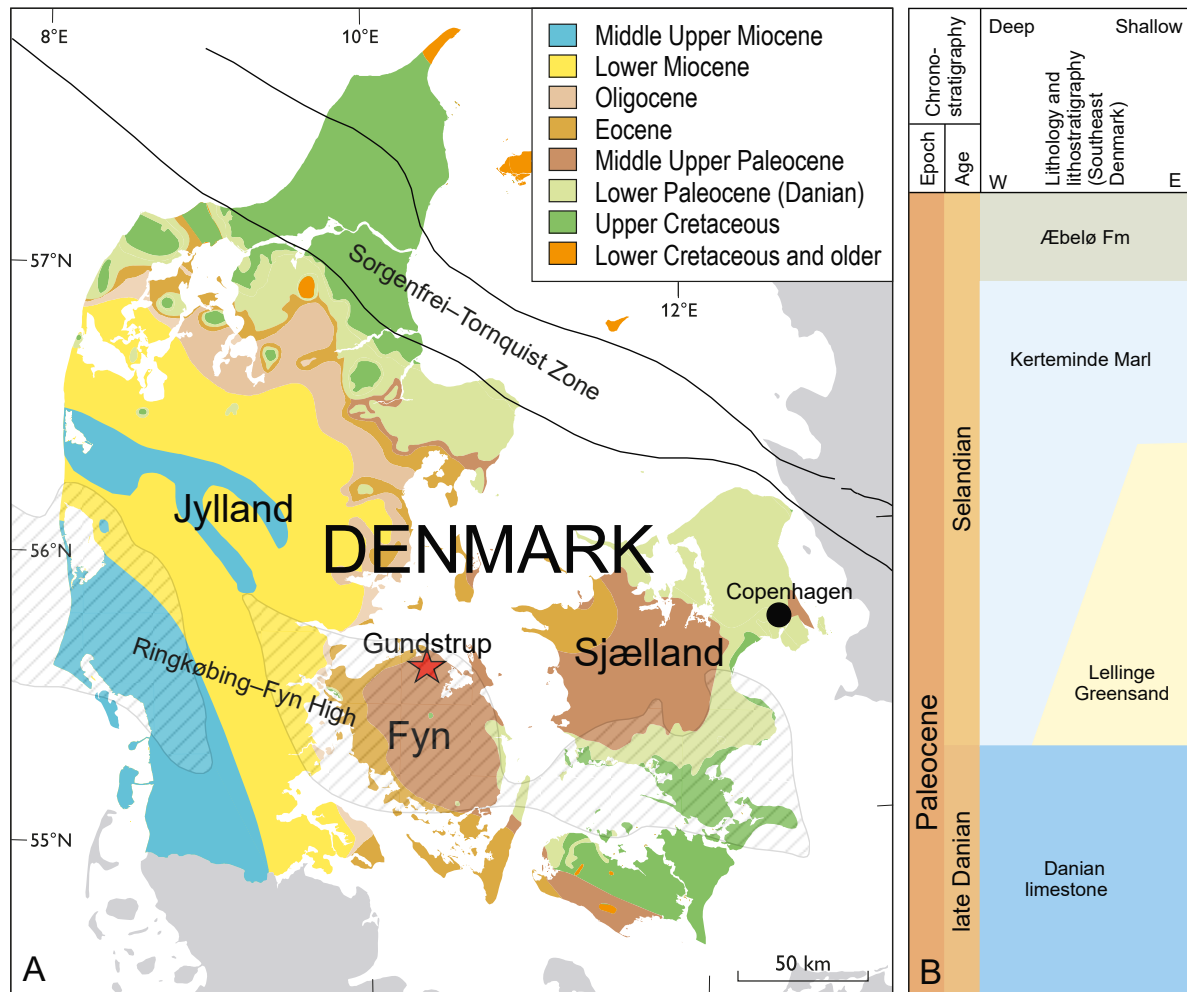 8°E
10°E
Middle Upper Miocene
Lower Miocene
Oligocene
Eocene
Middle Upper Paleocene
Lower Paleocene (Danian)
Upper Cretaceous
Lower Cretaceous and older
57°N
12°E
Sorgenfrei–Tornquist Zone
Jylland
DENMARK
56°N
Copenhagen
Gundstrup
Sjælland
Ringkøbing–Fyn High
Fyn
55°N
50 km
A
Chrono-
stratigraphy
Epoch
Age
Deep
Shallow
Lithology and
lithostratigraphy
(Southeast
Denmark)
W
E
Æbelø Fm
Kerteminde Marl
Selandian
Lellinge
Greensand
Paleocene
late Danian
Danian
limestone
B